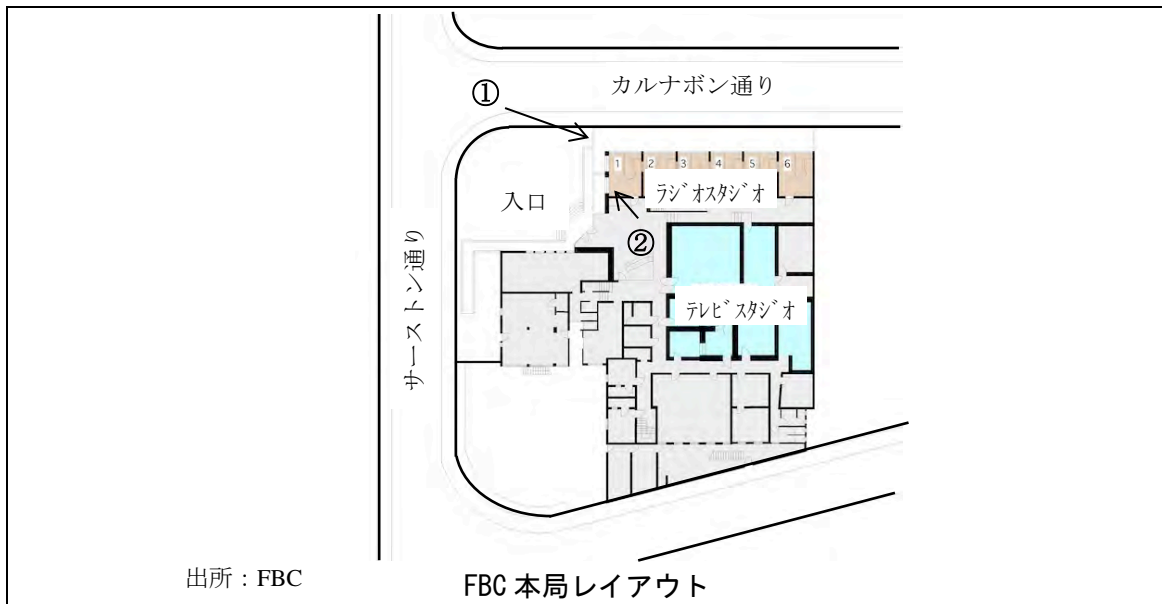 カルナボン通り
①
1 2 3 4 5 6
ラジオスタジオ
入口
②
サーストン通り
テレビスタジオ
出所：FBC
FBC 本局レイアウト